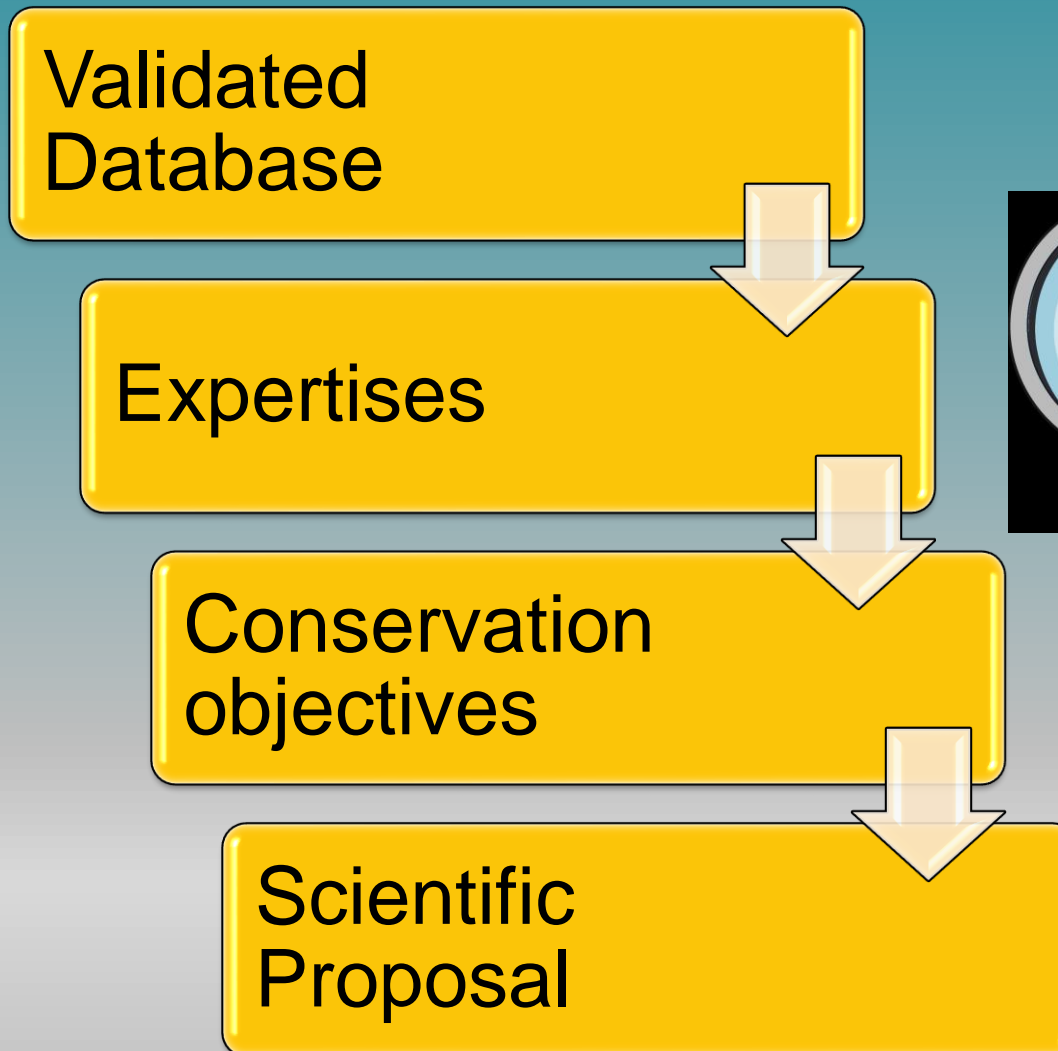 Validated
Database
Expertises
Conservation
objectives
Scientific
Proposal